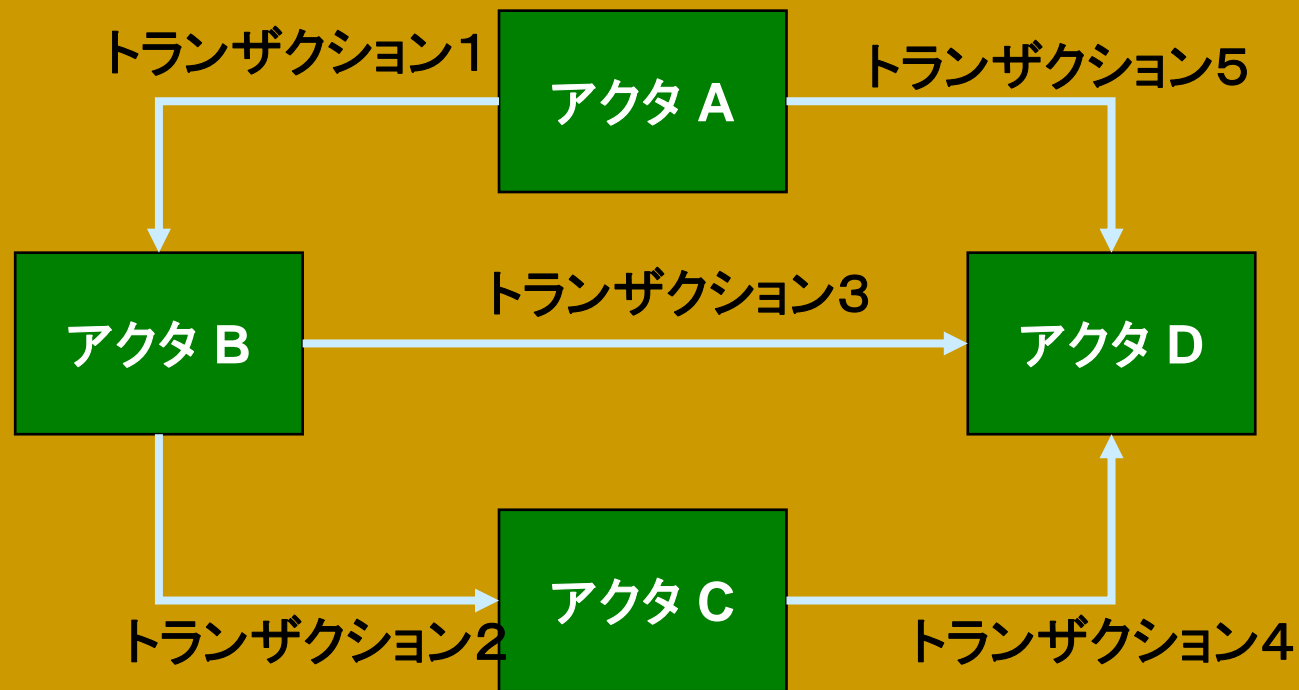 トランザクション１
アクタ A
トランザクション５
アクタ B
トランザクション３
アクタ D
アクタ C
トランザクション２
トランザクション４